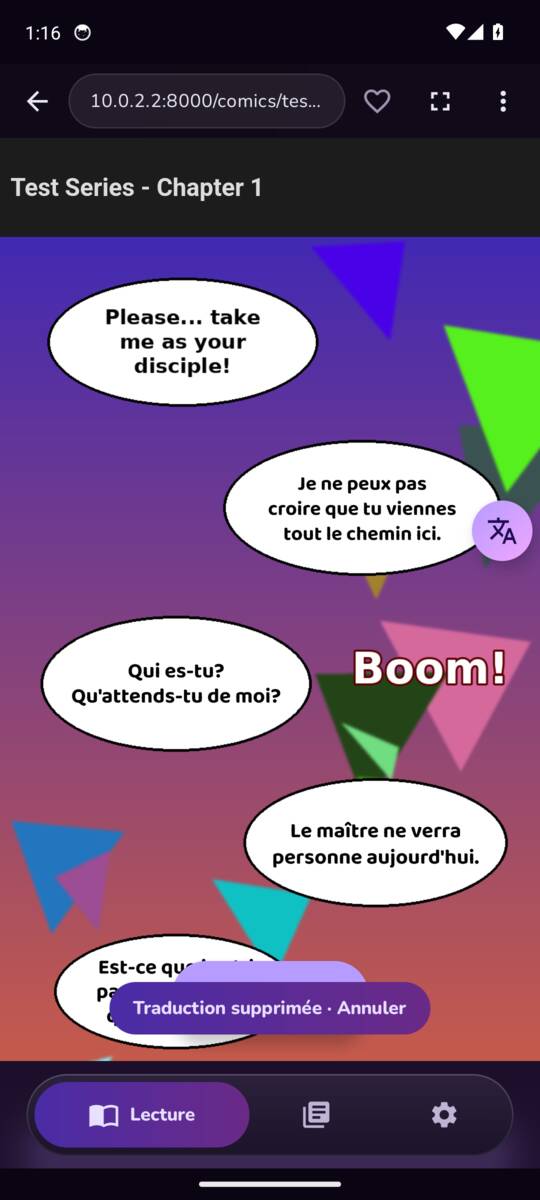 1:16
10.0.2.2:8000/comics/tes...
Test Series - Chapter 1
Please... take
me as your
disciple!
Je ne peux pas
croire que tu viennes
tout le chemin ici.
Qui es-tu?
Qu'attends-tu de moi?
Boom!
Le maître ne verra
personne aujourd'hui.
Est-ce que
Traduction supprimée · Annuler
Lecture